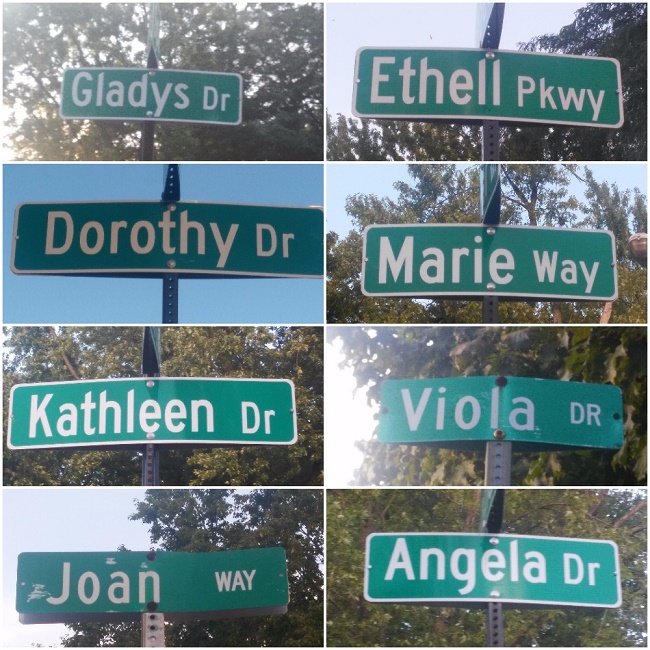 Gladys Dr
Ethell Pkwy
Dorothy Dr
Marie Way
Kathleen Dr
Viola DR
Joan WAY
Angela Dr